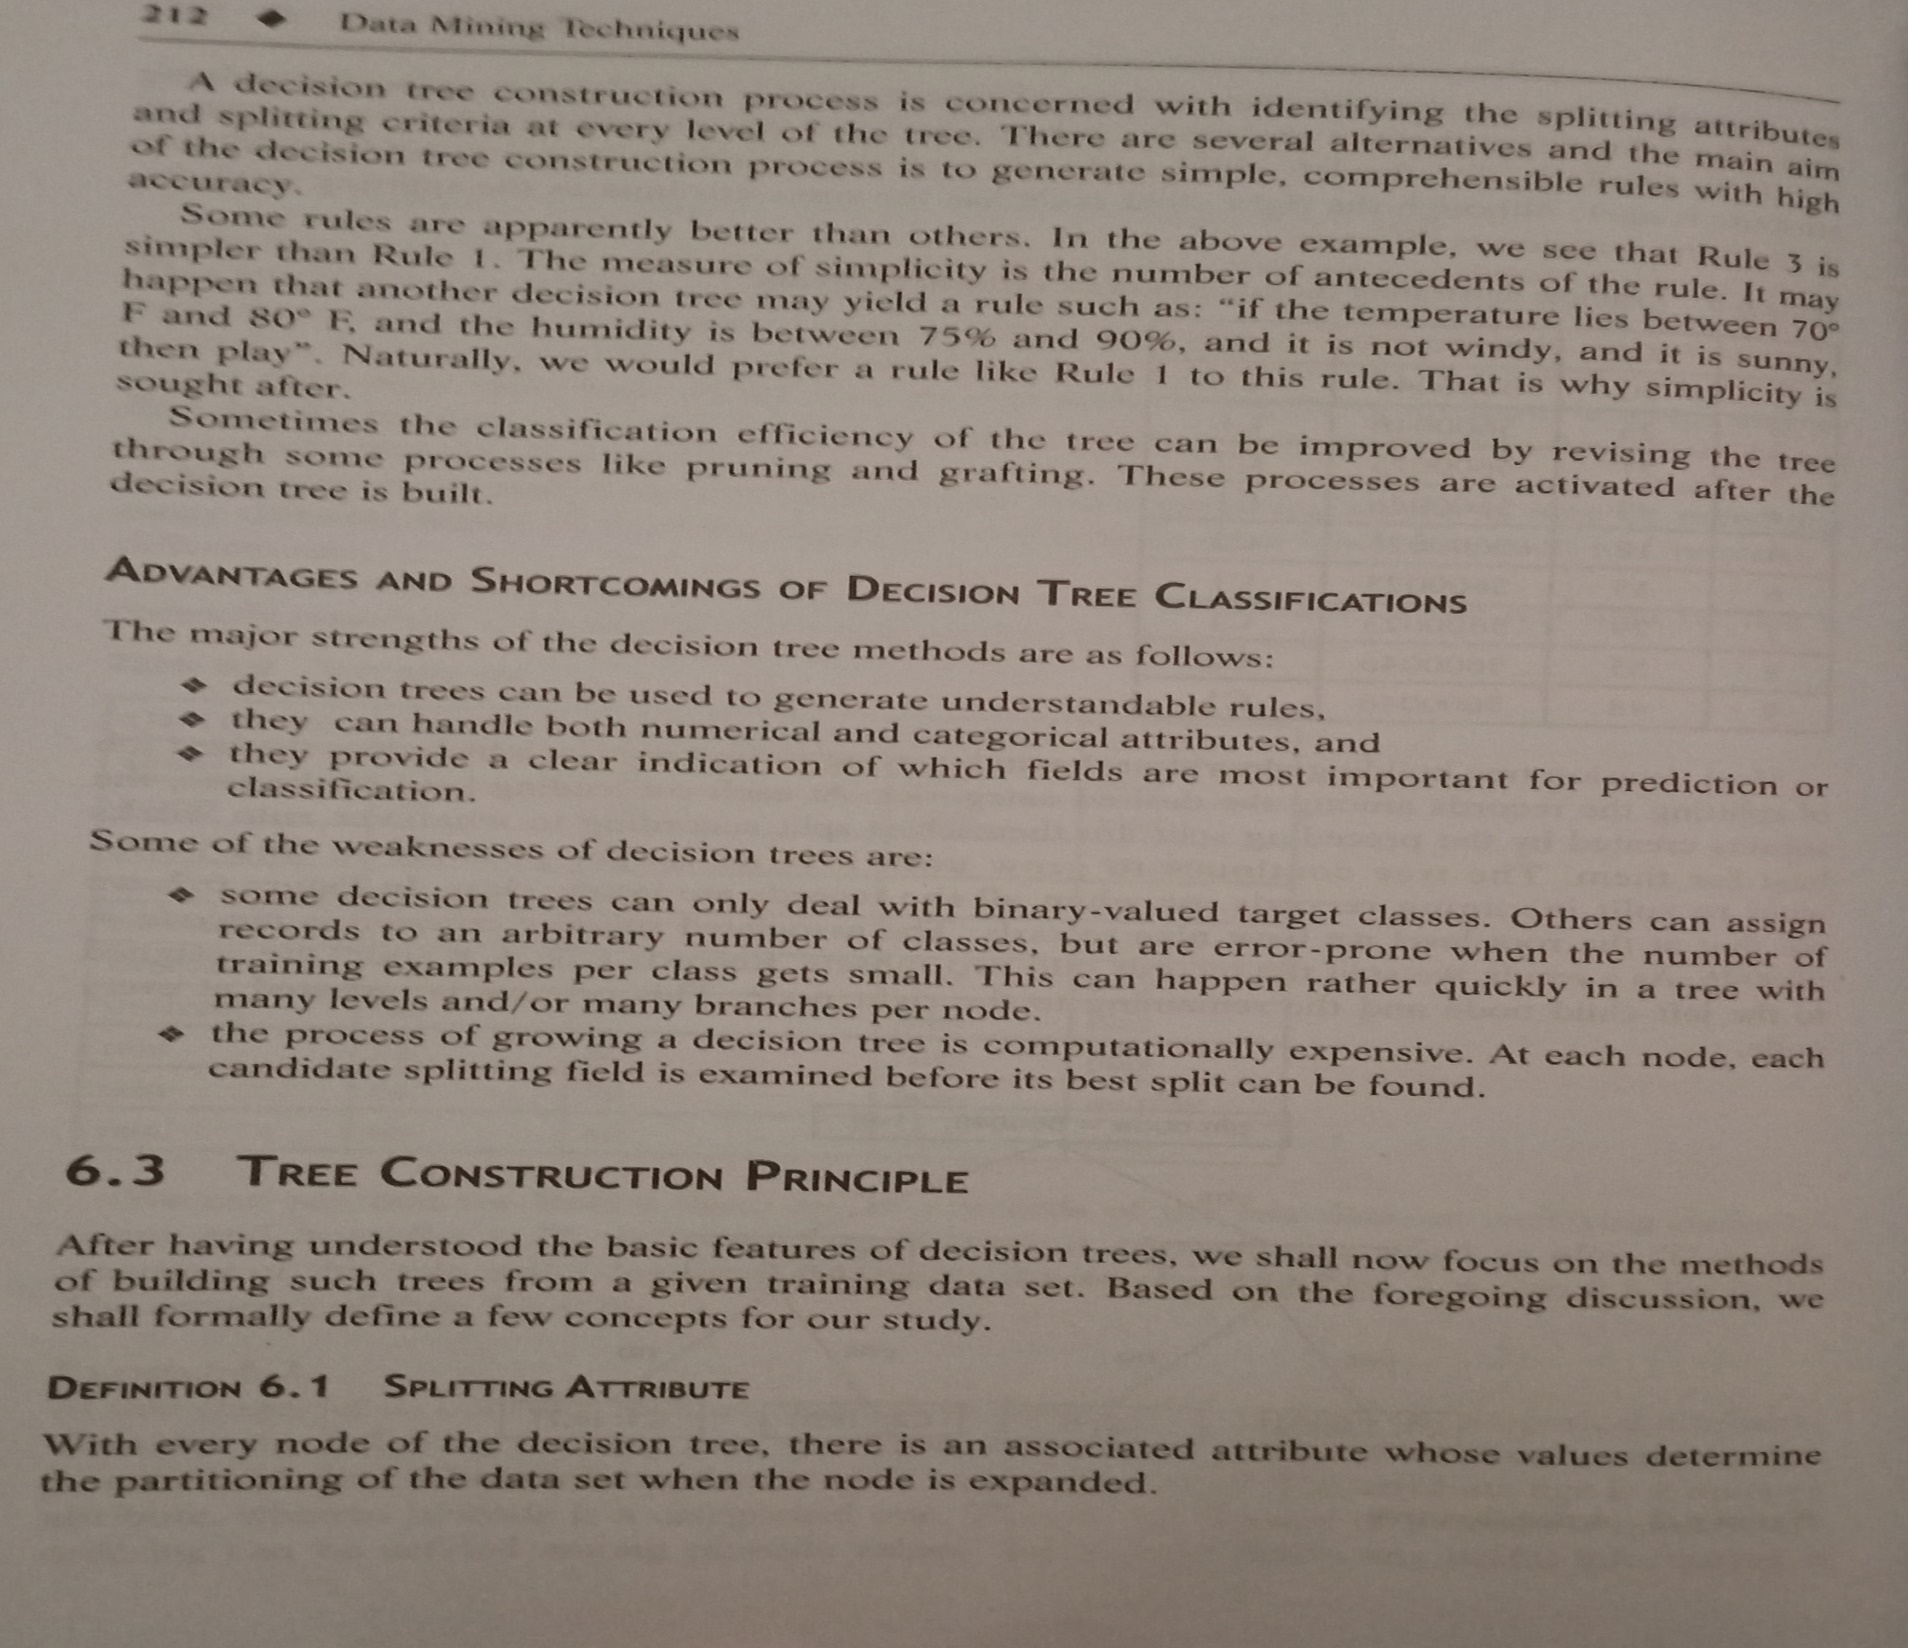 212 ◆ Data Mining Techniques
A decision tree construction process is concerned with identifying the splitting attributes
and splitting criteria at every level of the tree. There are several alternatives and the main aim
of the decision tree construction process is to generate simple, comprehensible rules with high
accuracy.
Some rules are apparently better than others. In the above example, we see that Rule 3 is
simpler than Rule 1. The measure of simplicity is the number of antecedents of the rule. It may
happen that another decision tree may yield a rule such as: “if the temperature lies between 70°
F and 80° F, and the humidity is between 75% and 90%, and it is not windy, and it is sunny,
then play”. Naturally, we would prefer a rule like Rule 1 to this rule. That is why simplicity is
sought after.
Sometimes the classification efficiency of the tree can be improved by revising the tree
through some processes like pruning and grafting. These processes are activated after the
decision tree is built.
ADVANTAGES AND SHORTCOMINGS OF DECISION TREE CLASSIFICATIONS
The major strengths of the decision tree methods are as follows:
◆ decision trees can be used to generate understandable rules,
◆ they can handle both numerical and categorical attributes, and
◆ they provide a clear indication of which fields are most important for prediction or
classification.
Some of the weaknesses of decision trees are:
◆ some decision trees can only deal with binary-valued target classes. Others can assign
records to an arbitrary number of classes, but are error-prone when the number of
training examples per class gets small. This can happen rather quickly in a tree with
many levels and/or many branches per node.
◆ the process of growing a decision tree is computationally expensive. At each node, each
candidate splitting field is examined before its best split can be found.
6.3 TREE CONSTRUCTION PRINCIPLE
After having understood the basic features of decision trees, we shall now focus on the methods
of building such trees from a given training data set. Based on the foregoing discussion, we
shall formally define a few concepts for our study.
DEFINITION 6.1 SPLITTING ATTRIBUTE
With every node of the decision tree, there is an associated attribute whose values determine
the partitioning of the data set when the node is expanded.